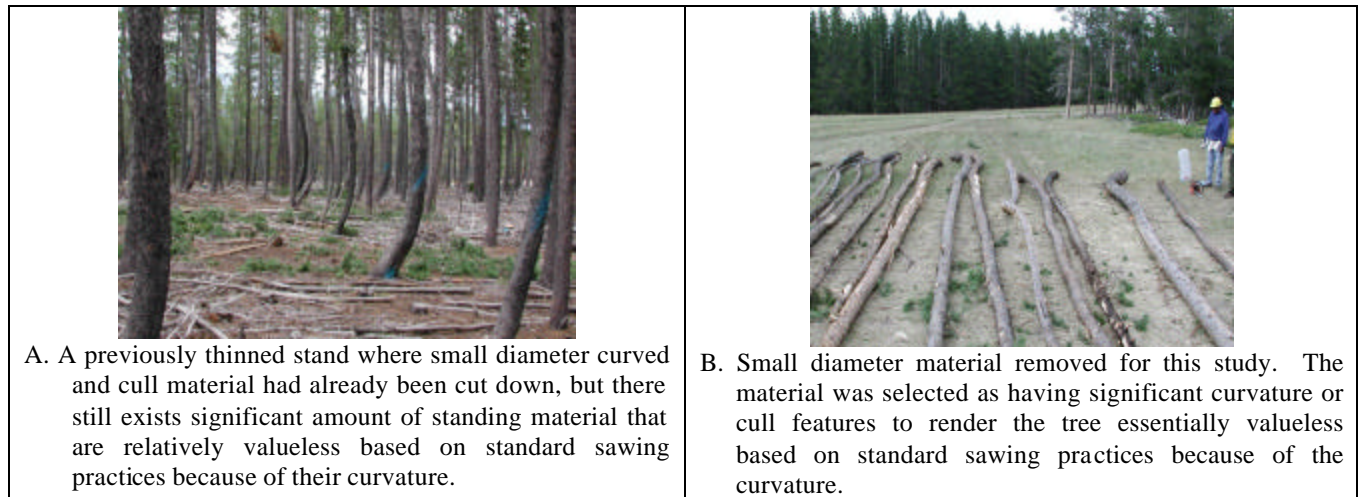 A. A previously thinned stand where small diameter curved
and cull material had already been cut down, but there
still exists significant amount of standing material that
are relatively valueless based on standard sawing
practices because of their curvature.
B. Small diameter material removed for this study. The
material was selected as having significant curvature or
cull features to render the tree essentially valueless
based on standard sawing practices because of the
curvature.